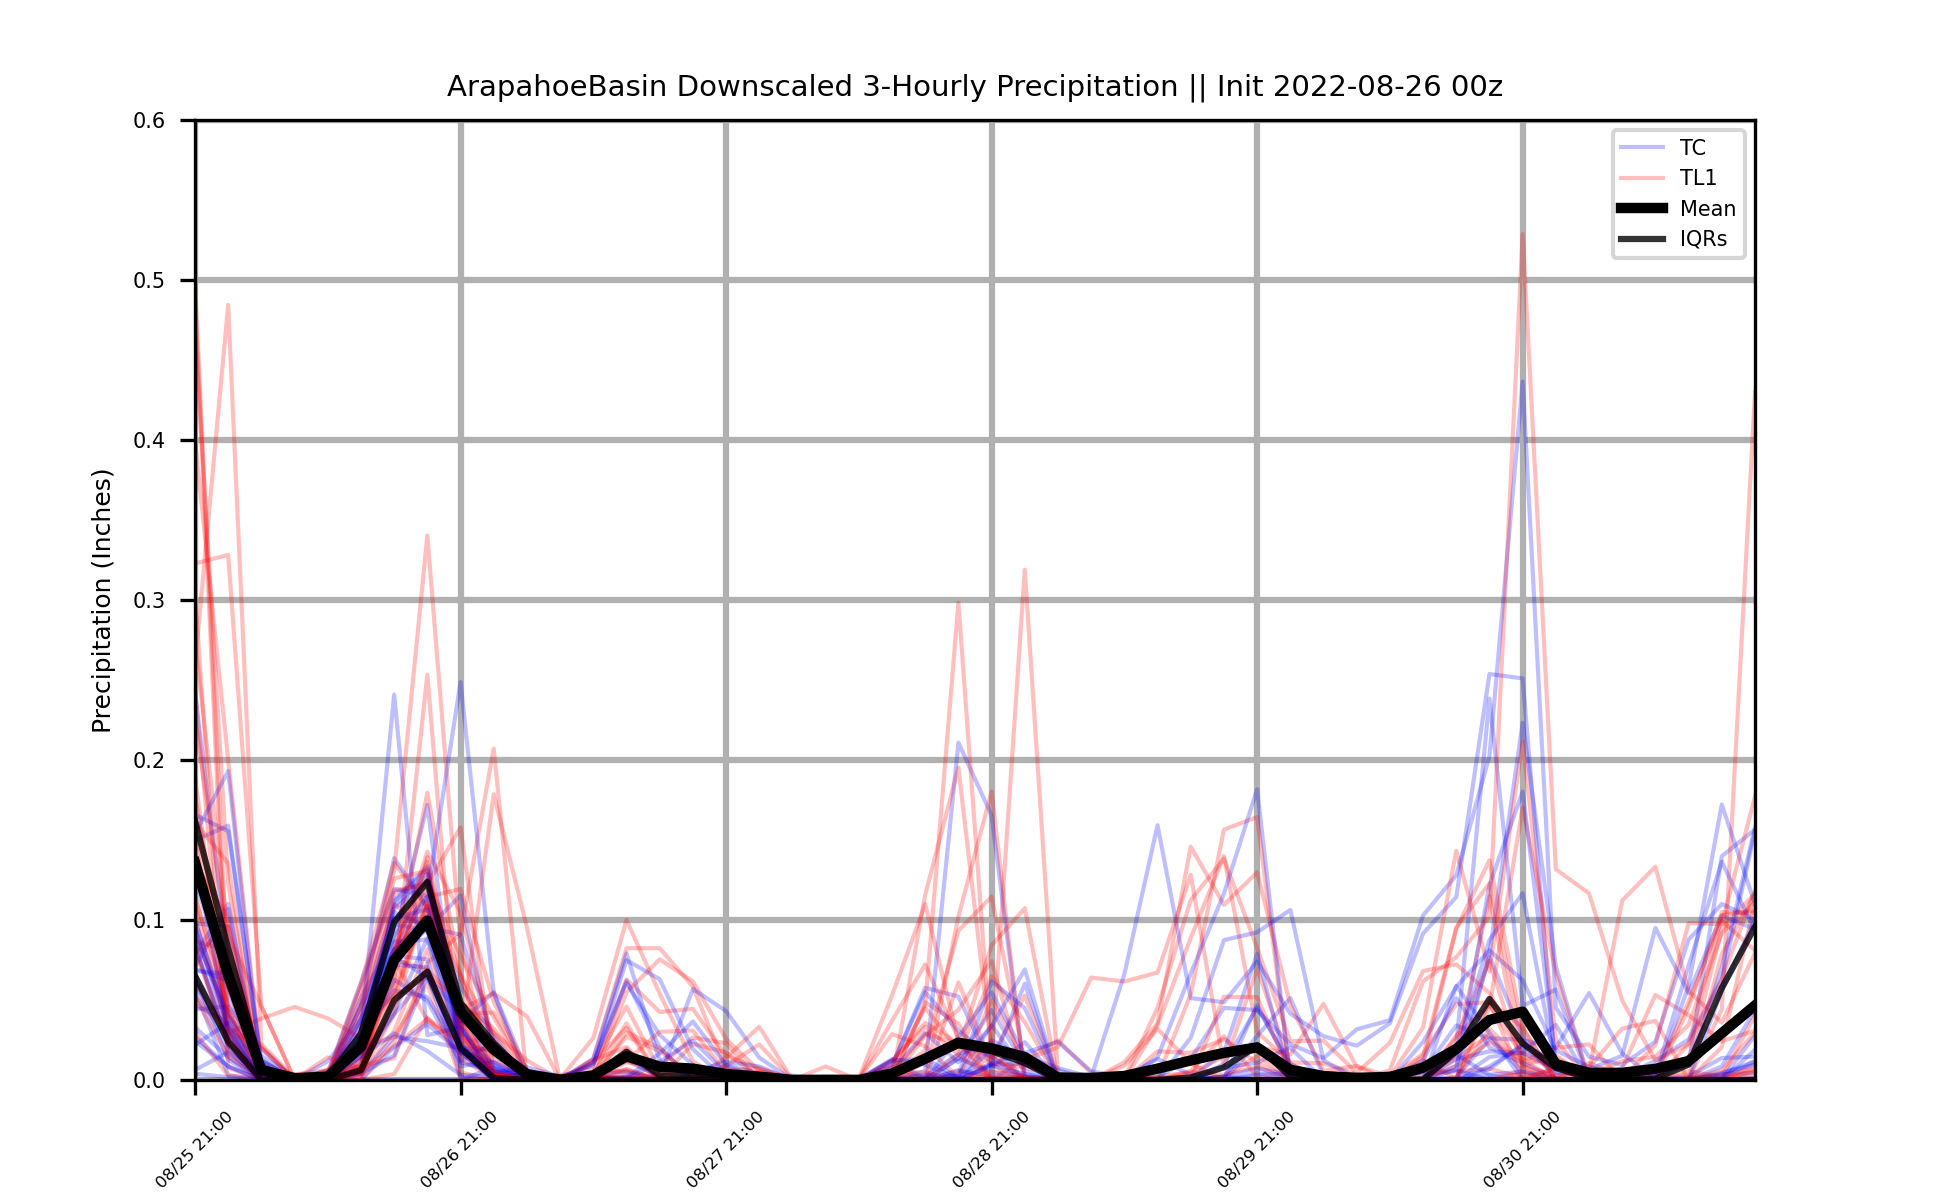 ArapahoeBasin Downscaled 3-Hourly Precipitation || Init 2022-08-26 00z
TC
TL1
Mean
IQRs
Precipitation (Inches)
0.6
0.5
0.4
0.3
0.2
0.1
0.0
08/25 21:00
08/26 21:00
08/27 21:00
08/28 21:00
08/29 21:00
08/30 21:00